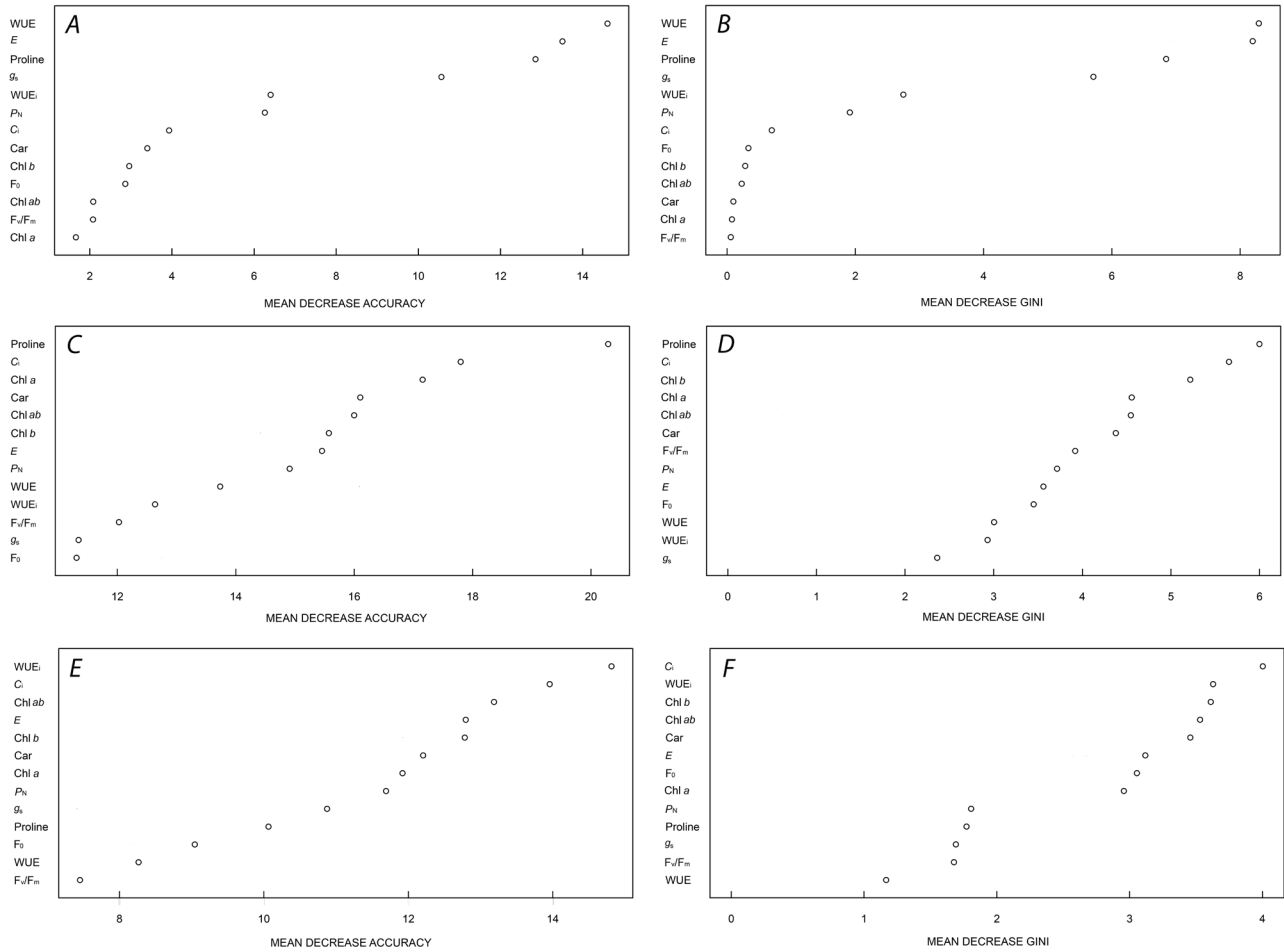 A
WUE
E
Proline
gs
WUEi
PN
Ci
Car
Chl b
F0
Chl ab
Fv/Fm
Chl a
2 4 6 8 10 12 14
MEAN DECREASE ACCURACY
B
WUE
E
Proline
gs
WUEi
PN
Ci
F0
Chl b
Chl ab
Car
Chl a
Fv/Fm
0 2 4 6 8
MEAN DECREASE GINI
C
Proline
Ci
Chl a
Car
Chl ab
Chl b
E
PN
WUE
WUEi
Fv/Fm
gs
F0
12 14 16 18 20
MEAN DECREASE ACCURACY
D
Proline
Ci
Chl b
Chl a
Chl ab
Car
Fv/Fm
PN
E
F0
WUE
WUEi
gs
0 1 2 3 4 5 6
MEAN DECREASE GINI
E
WUEi
Ci
Chl ab
E
Chl b
Car
Chl a
PN
gs
Proline
F0
WUE
Fv/Fm
8 10 12 14
MEAN DECREASE ACCURACY
F
Ci
WUEi
Chl b
Chl ab
Car
E
F0
Chl a
PN
Proline
gs
Fv/Fm
WUE
0 1 2 3 4
MEAN DECREASE GINI